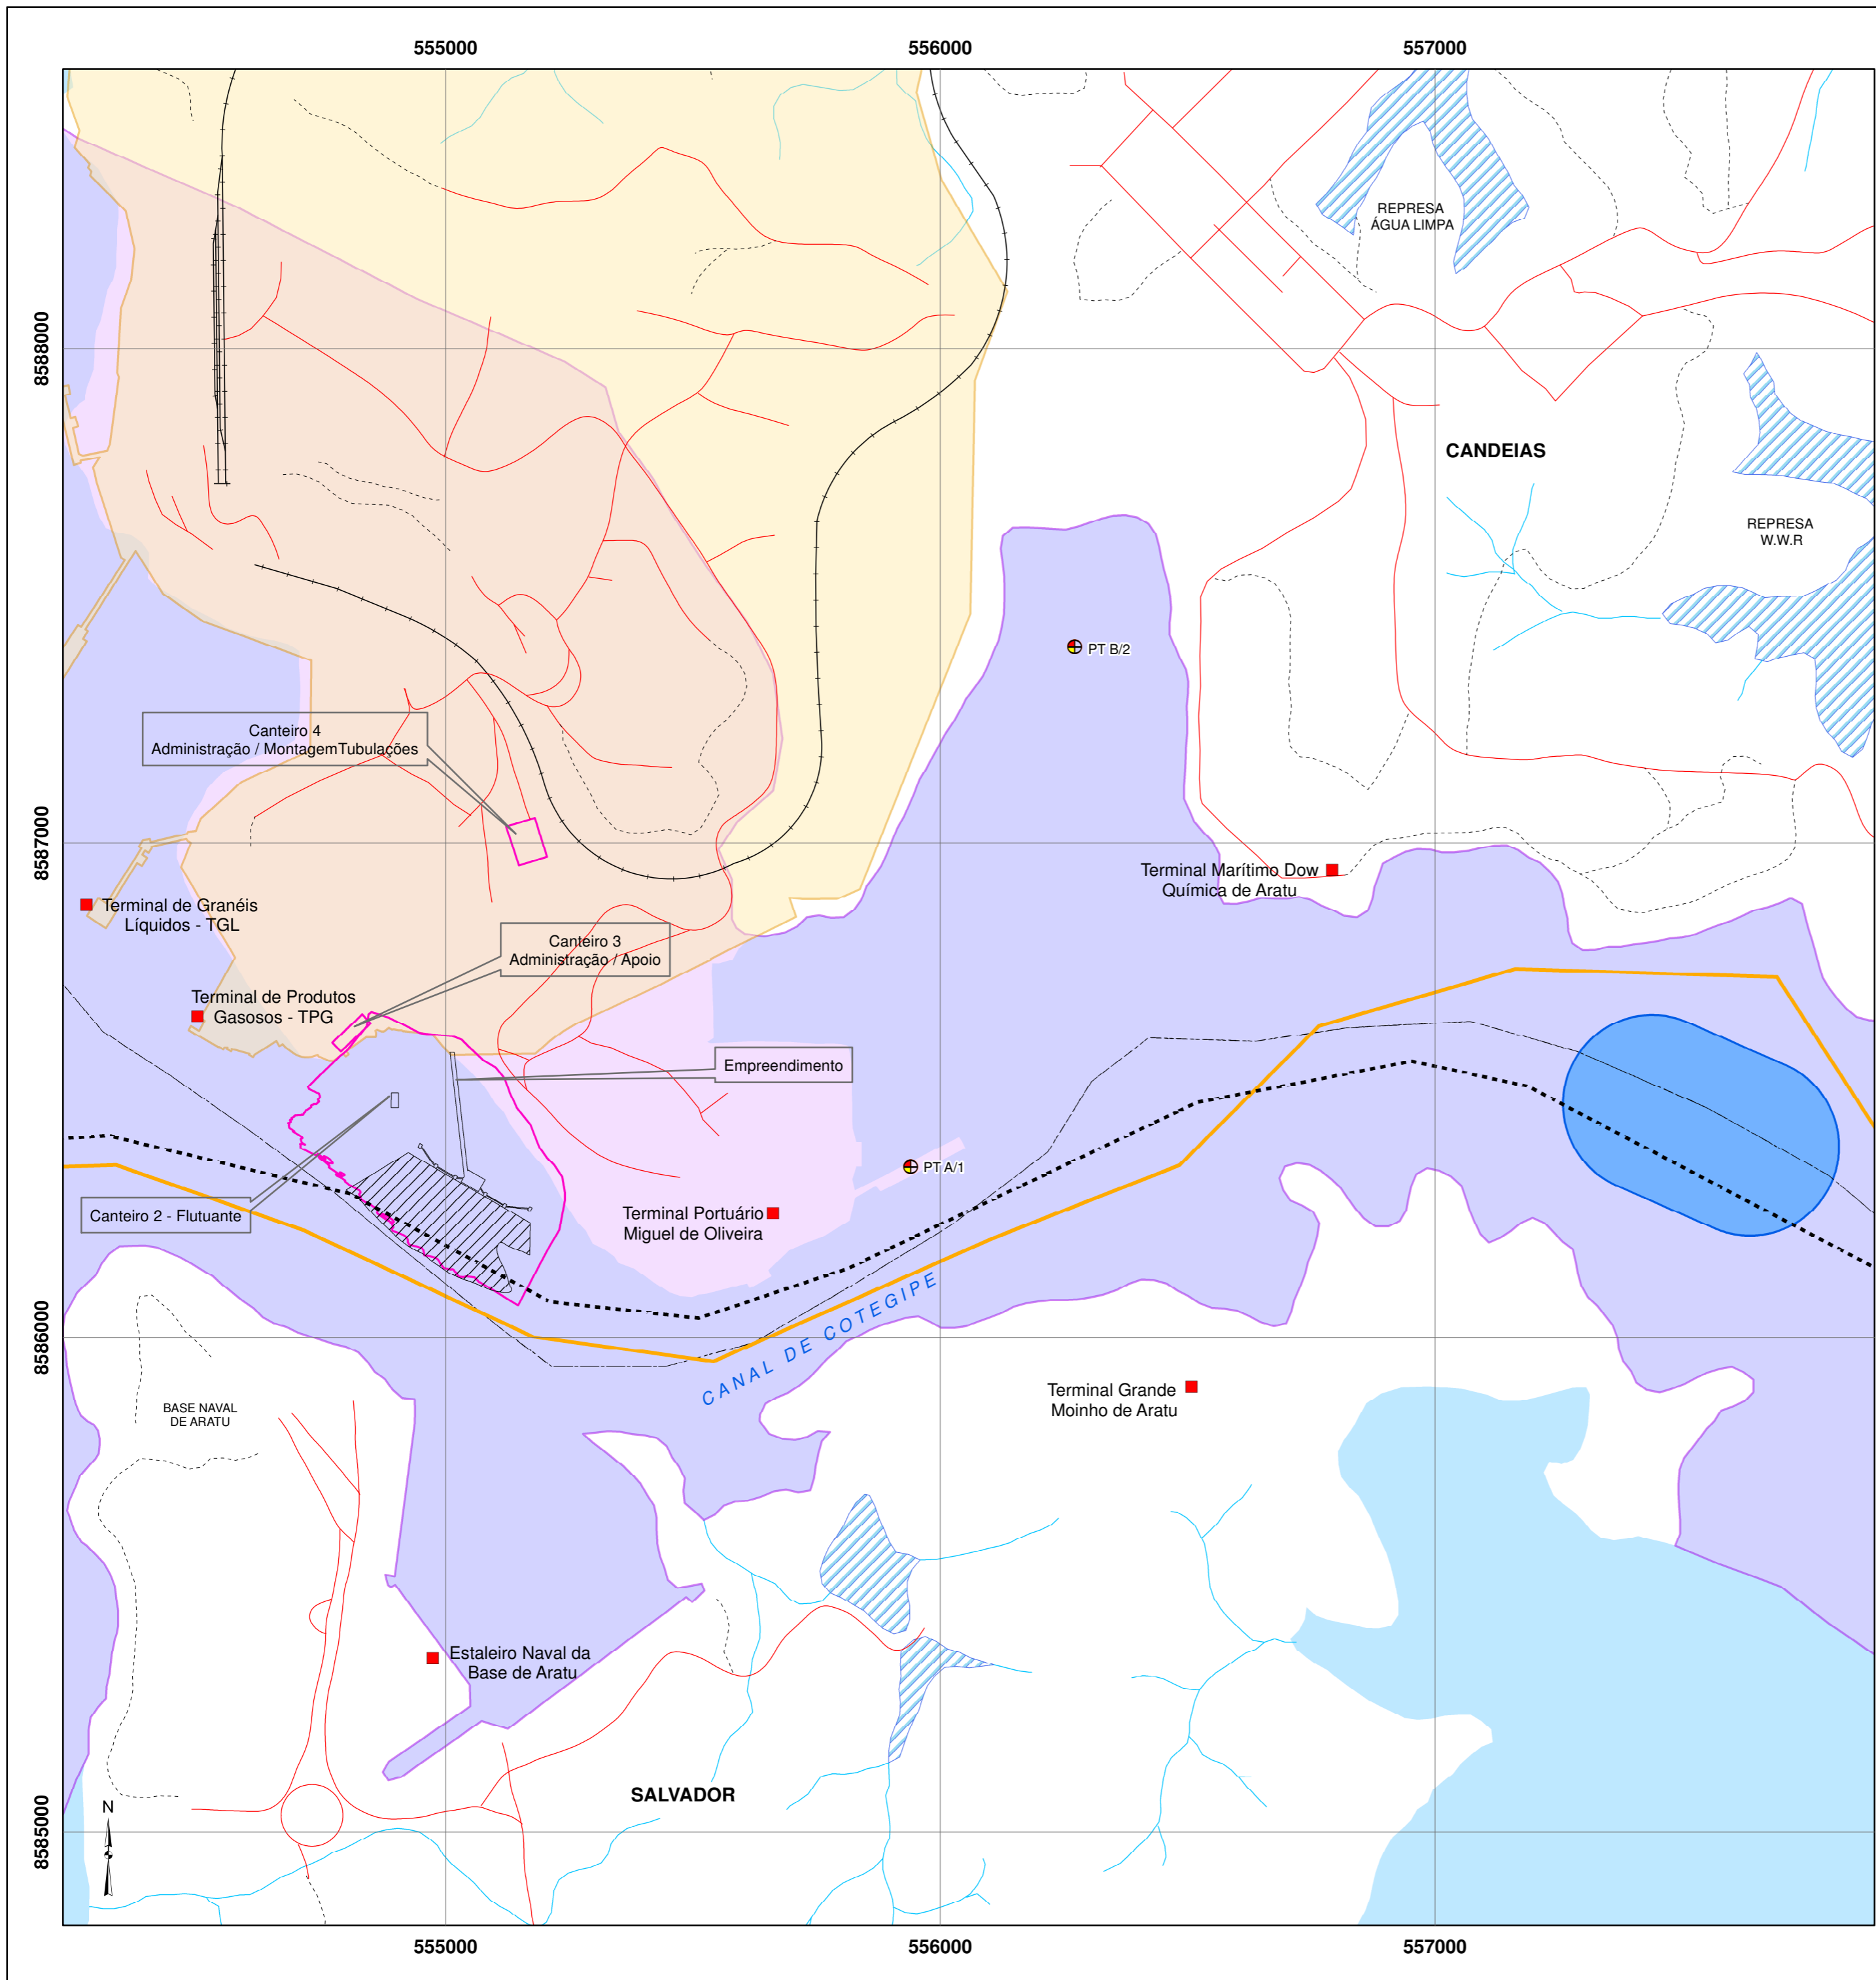 555000
556000
557000
8588000
8587000
8586000
8585000
REPRESA
ÁGUA LIMPA
CANDEIAS
REPRESA
W.W.R
PT B/2
Canteiro 4
Administração / MontagemTubulações
Terminal Marítimo Dow
Química de Aratu
Terminal de Granéis
Líquidos - TGL
Canteiro 3
Administração / Apoio
Terminal de Produtos
Gasosos - TPG
Empreendimento
PT A/1
Canteiro 2 - Flutuante
Terminal Portuário
Miguel de Oliveira
CANAL DE COTEGIPE
Terminal Grande
Moinho de Aratu
BASE NAVAL
DE ARATU
Estaleiro Naval da
Base de Aratu
SALVADOR
N
555000
556000
557000